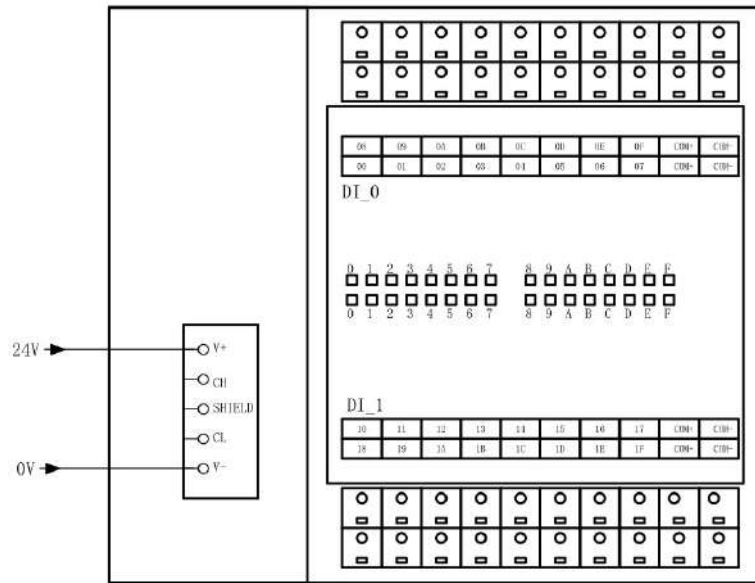 08 09 0A 0B 0C 0D 0E 0F COM+ COM-
00 01 02 03 04 05 06 07 COM+ COM-
DI_0
0 1 2 3 4 5 6 7 8 9 A B C D E F
0 1 2 3 4 5 6 7 8 9 A B C D E F
24V V+
CH
SHIELD
CL
0V V-
DI_1
10 11 12 13 14 15 16 17 COM+ COM-
18 19 1A 1B 1C 1D 1E 1F COM+ COM-